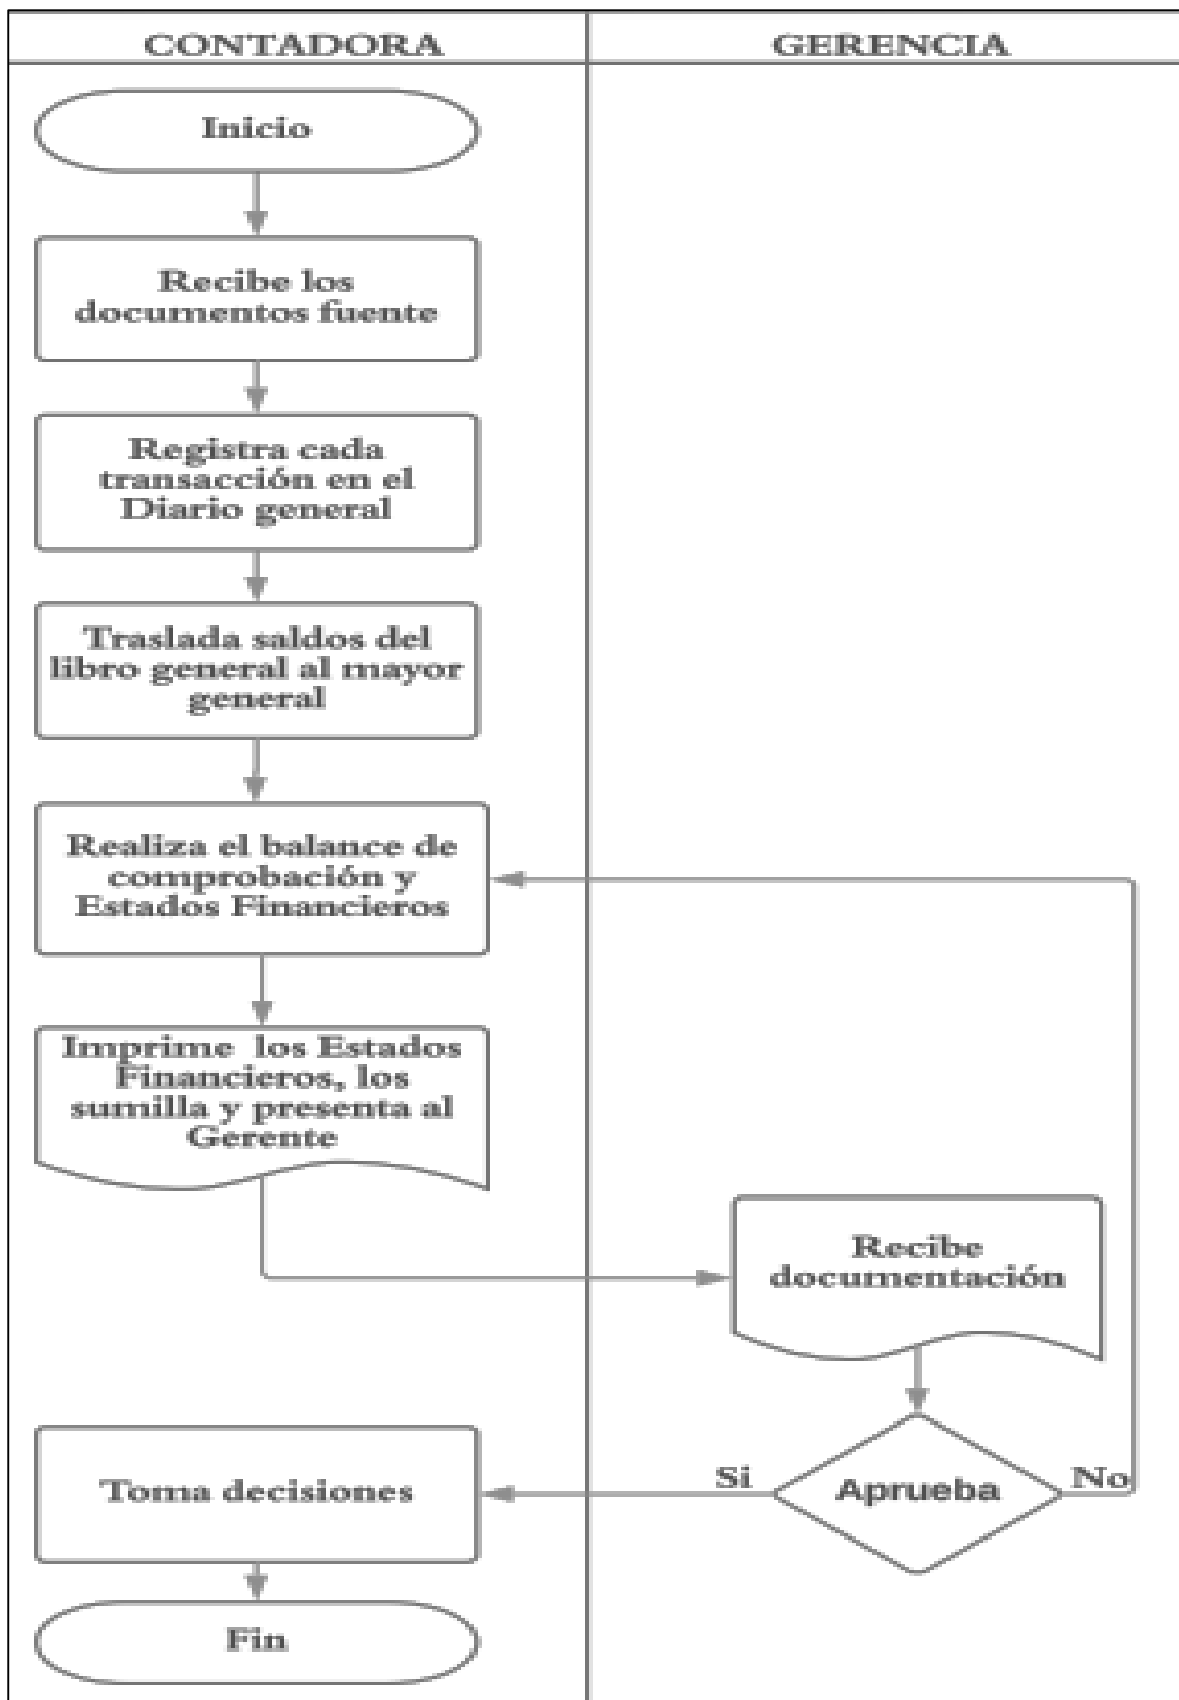 CONTADORA
GERENCIA
Inicio
Recibe los
documentos fuente
Registra cada
transacción en el
Diario general
Traslada saldos del
libro general al mayor
general
Realiza el balance de
comprobación y
Estados Financieros
Imprime los Estados
Financieros, los
sumilla y presenta al
Gerente
Recibe
documentación
Aprueba
Si
No
Toma decisiones
Fin